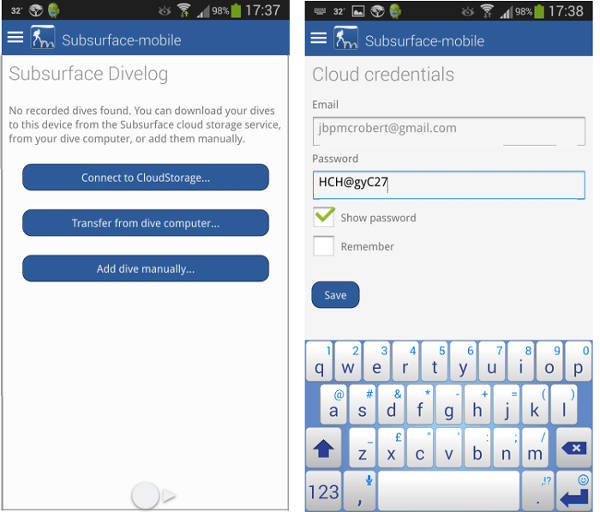 32°
98%
17:37
Subsurface-mobile
Subsurface Divelog
No recorded dives found. You can download your dives
to this device from the Subsurface cloud storage service,
from your dive computer, or add them manually.
Connect to CloudStorage...
Transfer from dive computer...
Add dive manually...
32°
98%
17:38
Subsurface-mobile
Cloud credentials
Email
jbpmcrobert@gmail.com
Password
HCH@gyC27
Show password
Remember
Save
1 2 3 4 5 6 7 8 9 0
q w e r t y u i o p
@ # & * - + = ( )
a s d f g h j k l
_ £ " ' : ; /
z x c v b n m
123 , .,!? .